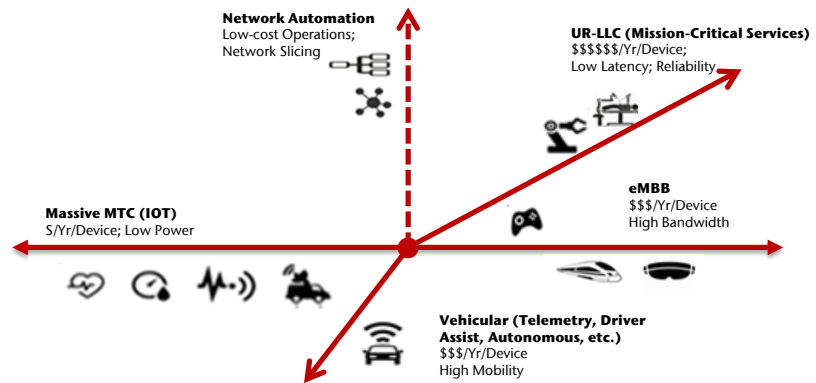 Network Automation
Low-cost Operations;
Network Slicing
UR-LLC (Mission-Critical Services)
$$$$$$/Yr/Device;
Low Latency; Reliability
eMBB
$$$/Yr/Device
High Bandwidth
Massive MTC (IOT)
S/Yr/Device; Low Power
Vehicular (Telemetry, Driver
Assist, Autonomous, etc.)
$$$/Yr/Device
High Mobility